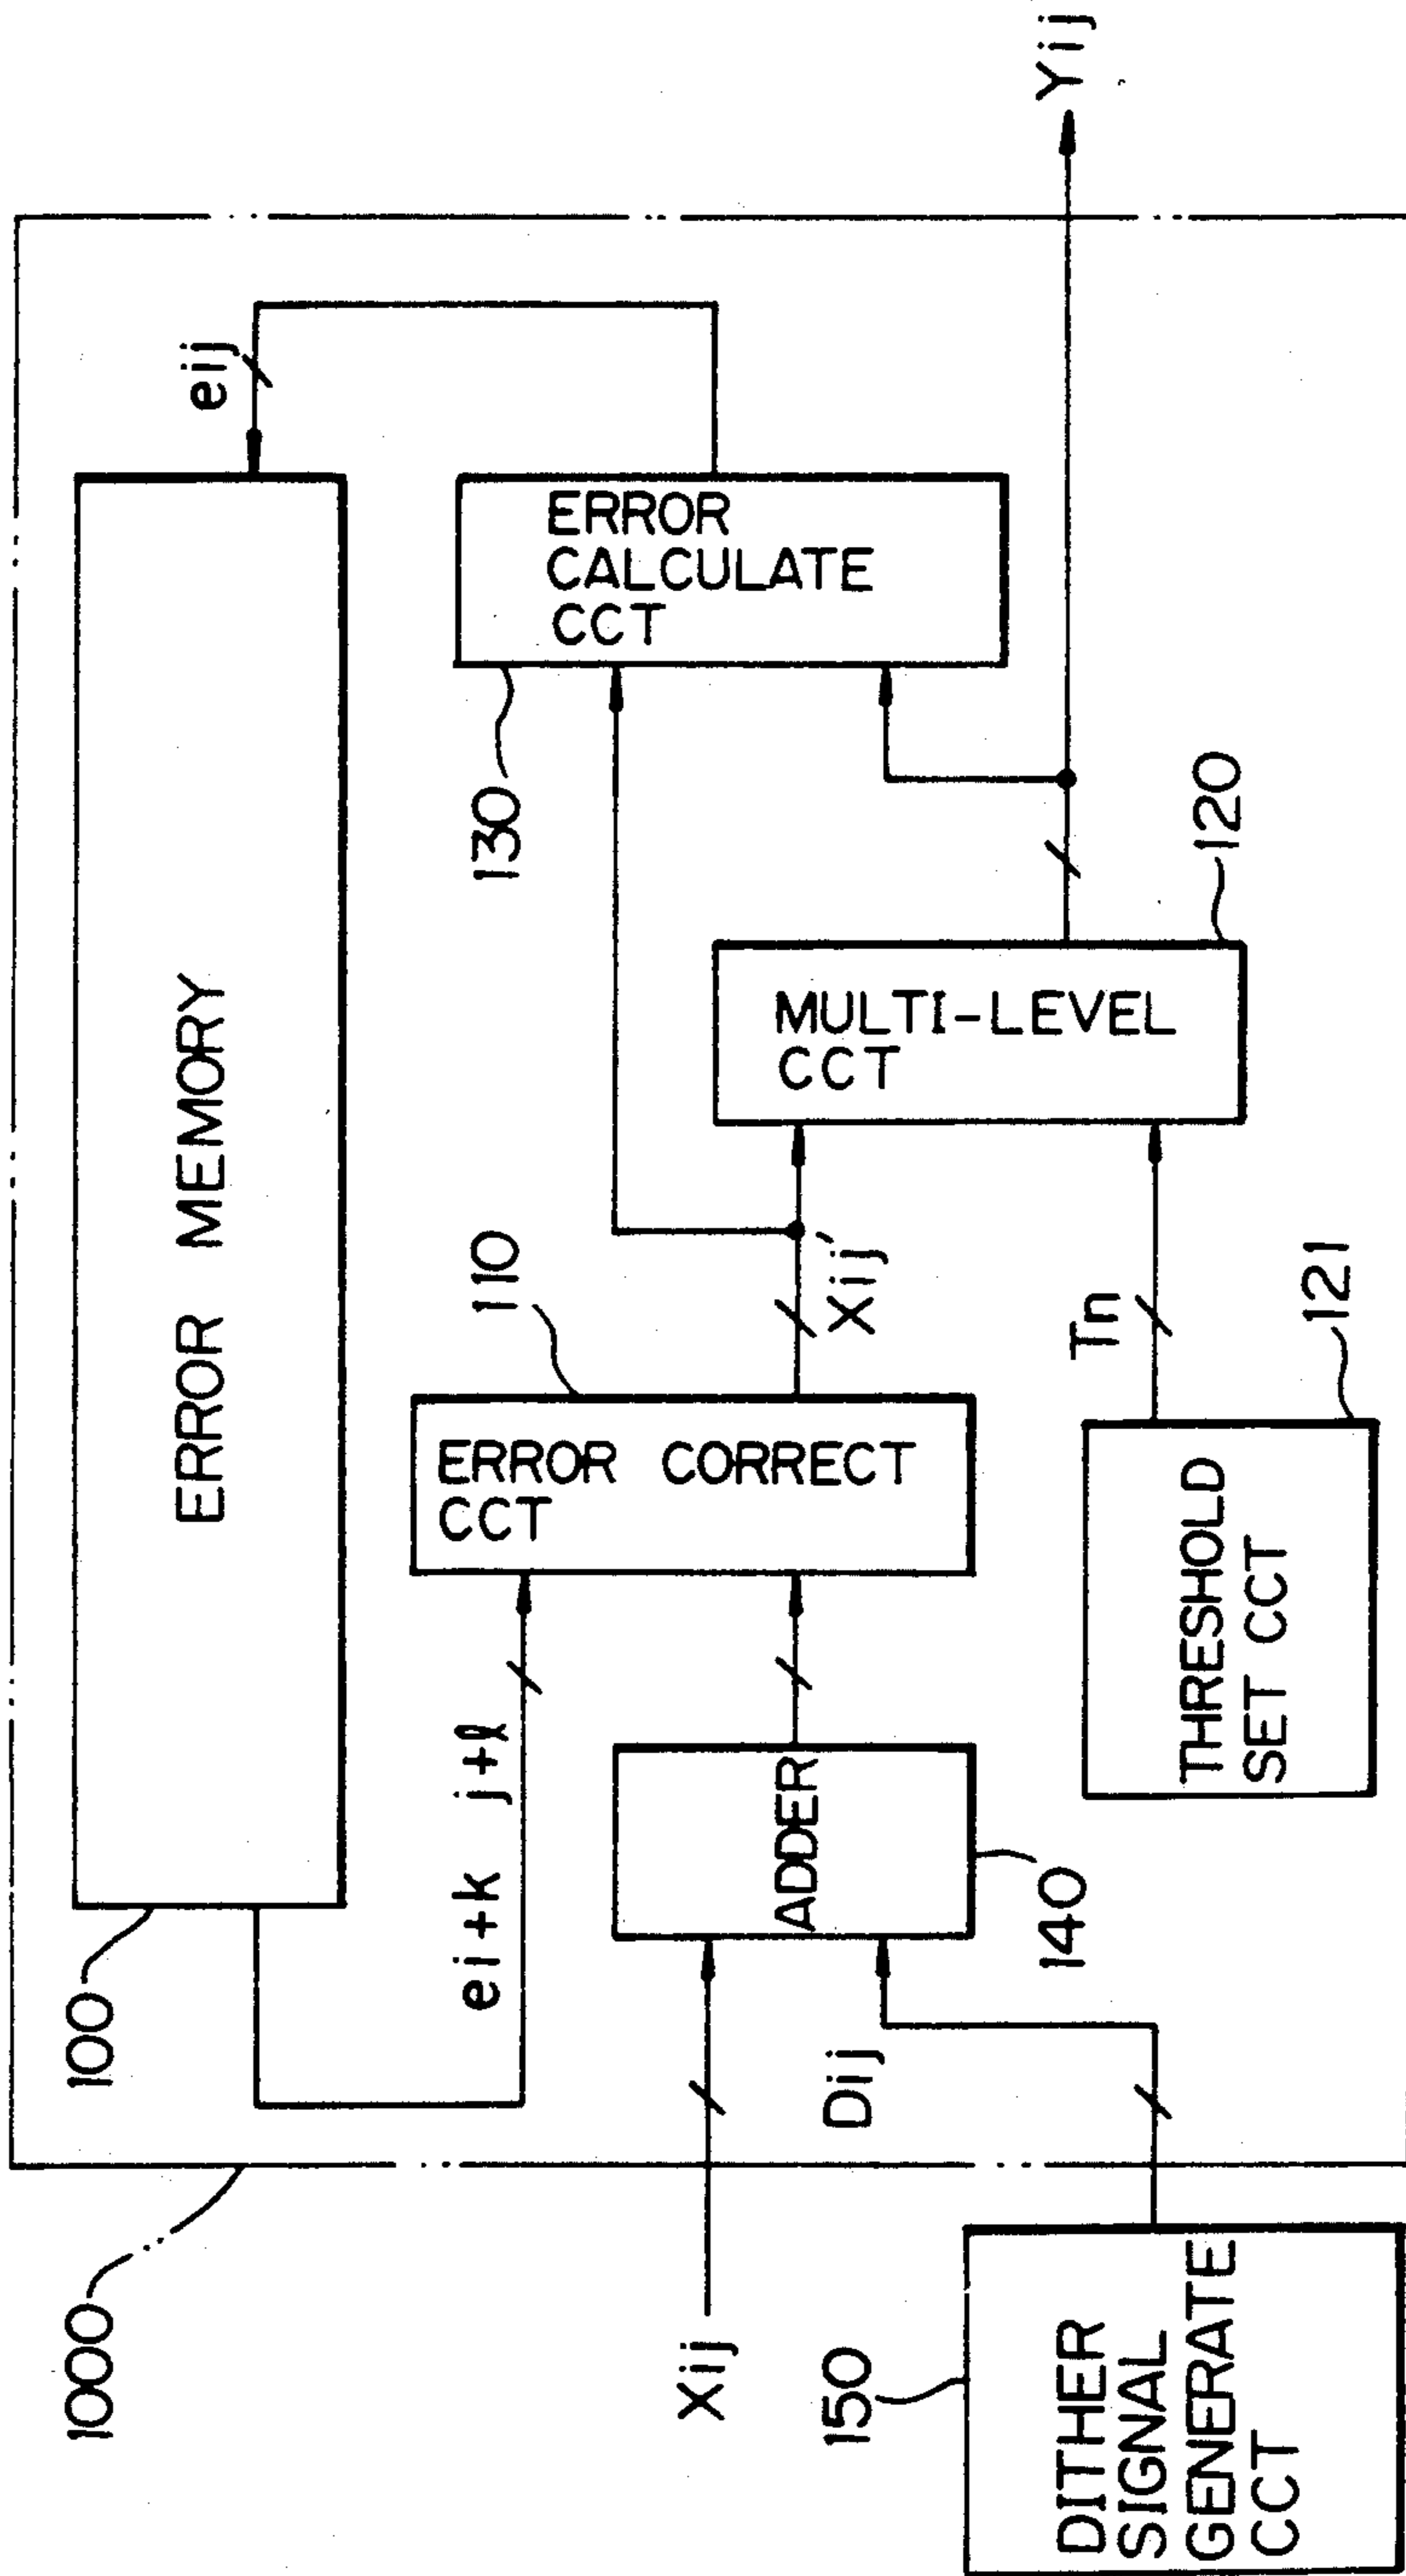 1000
100
ERROR MEMORY
eij
ei+k j+ℓ
110
ERROR CORRECT
CCT
130
ERROR
CALCULATE
CCT
Xij
ADDER
140
Xij′
MULTI-LEVEL
CCT
120
Yij
150
DITHER
SIGNAL
GENERATE
CCT
Dij
THRESHOLD
SET CCT
121
Tn